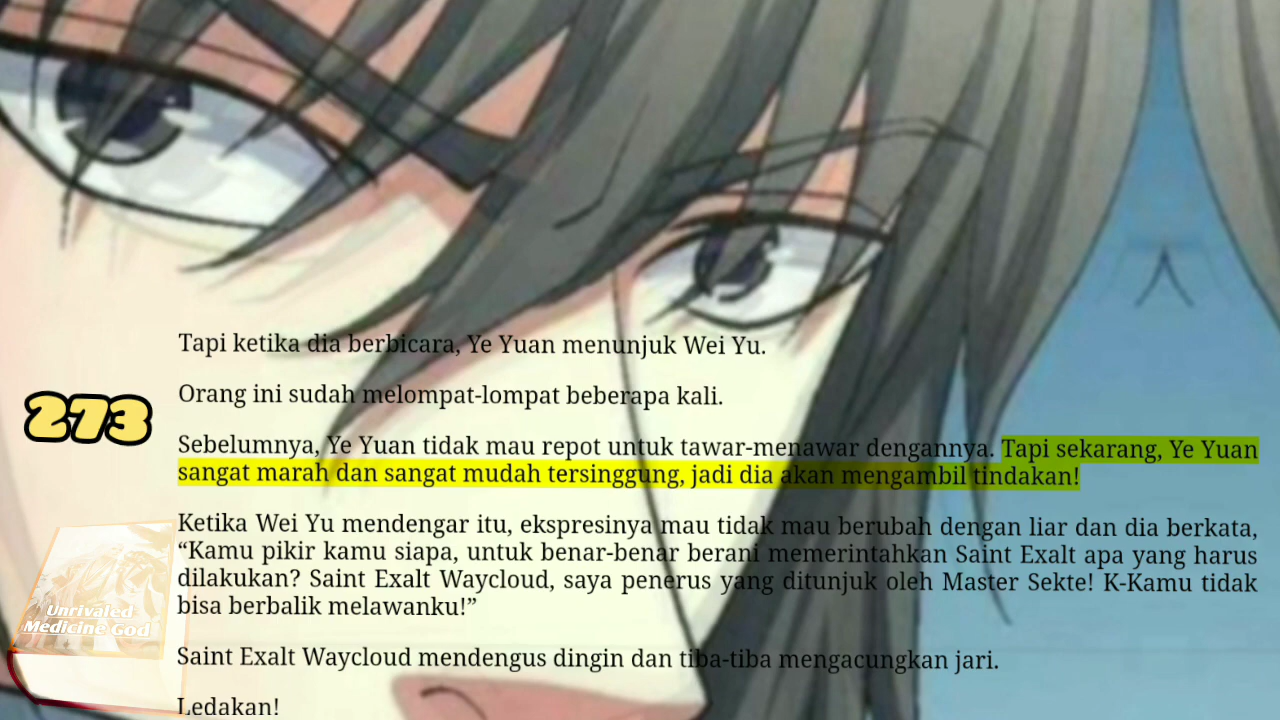 Tapi ketika dia berbicara, Ye Yuan menunjuk Wei Yu.
Orang ini sudah melompat-lompat beberapa kali.
273
Sebelumnya, Ye Yuan tidak mau repot untuk tawar-menawar dengannya. Tapi sekarang, Ye Yuan
sangat marah dan sangat mudah tersinggung, jadi dia akan mengambil tindakan!
Ketika Wei Yu mendengar itu, ekspresinya mau tidak mau berubah dengan liar dan dia berkata,
“Kamu pikir kamu siapa, untuk benar-benar berani memerintahkan Saint Exalt apa yang harus
dilakukan? Saint Exalt Waycloud, saya penerus yang ditunjuk oleh Master Sekte! K-Kamu tidak
bisa berbalik melawanku!”
Unrivaled
Medicine God
Saint Exalt Waycloud mendengus dingin dan tiba-tiba mengacungkan jari.
Ledakan!